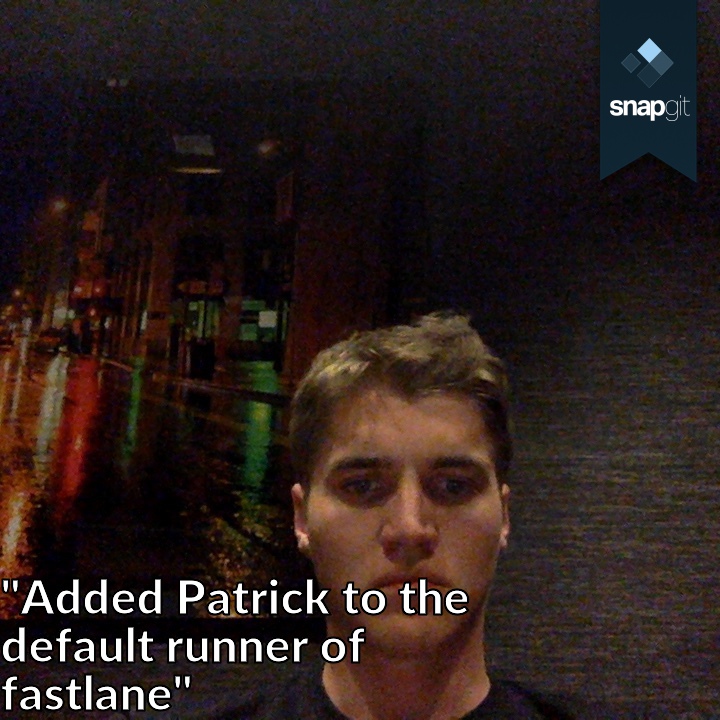 snapgit
"Added Patrick to the
default runner of
fastlane"